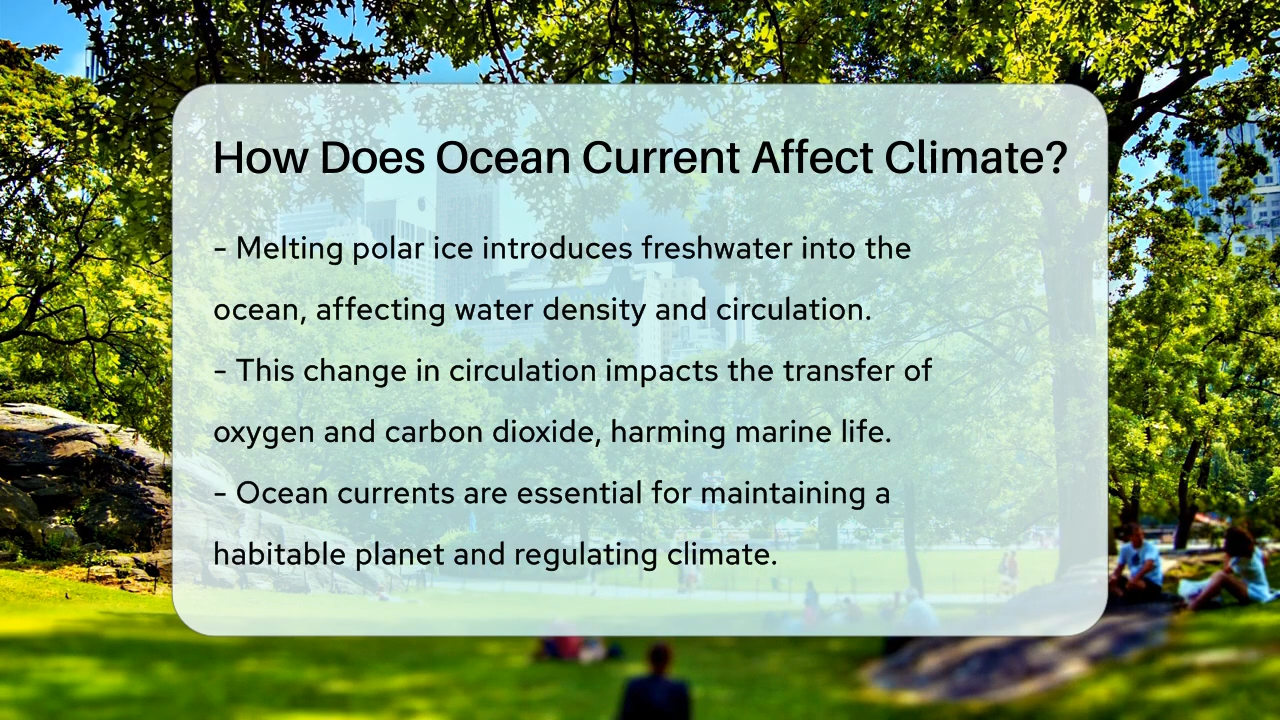 How Does Ocean Current Affect Climate?
– Melting polar ice introduces freshwater into the
ocean, affecting water density and circulation.
– This change in circulation impacts the transfer of
oxygen and carbon dioxide, harming marine life.
– Ocean currents are essential for maintaining a
habitable planet and regulating climate.